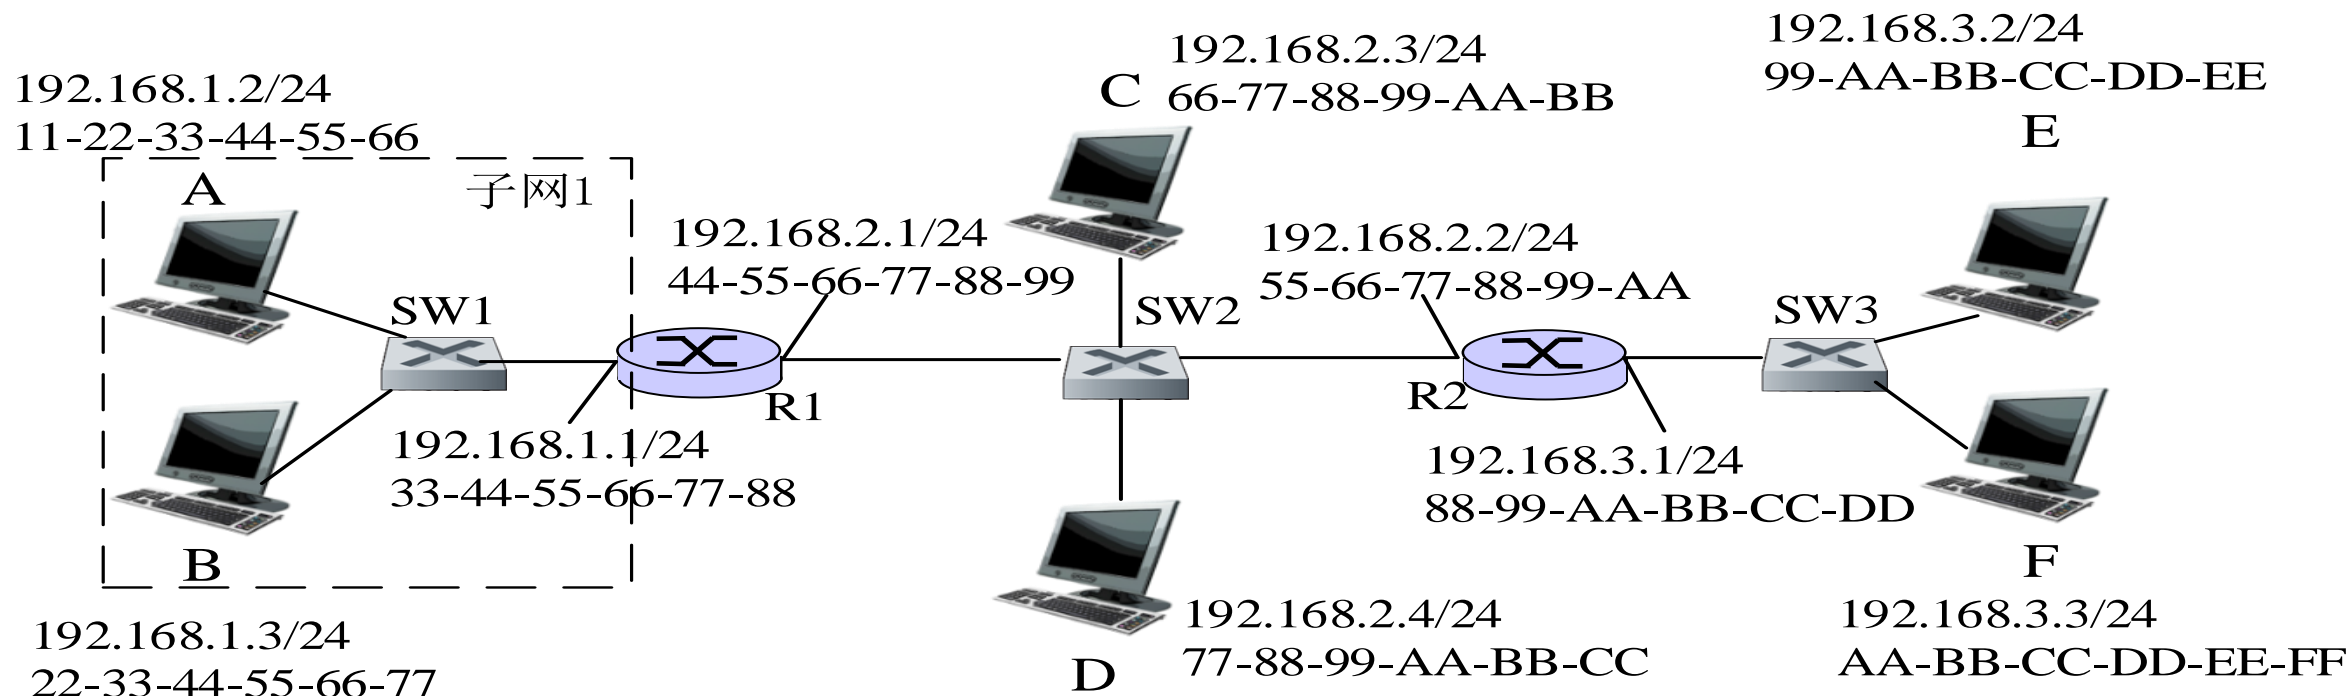 192.168.1.2/24
11-22-33-44-55-66
A
子网1
SW1
B
192.168.1.3/24
22-33-44-55-66-77
192.168.1.1/24
33-44-55-66-77-88
192.168.2.1/24
44-55-66-77-88-99
R1
C
192.168.2.3/24
66-77-88-99-AA-BB
SW2
D
192.168.2.4/24
77-88-99-AA-BB-CC
192.168.2.2/24
55-66-77-88-99-AA
R2
192.168.3.1/24
88-99-AA-BB-CC-DD
SW3
192.168.3.2/24
99-AA-BB-CC-DD-EE
E
F
192.168.3.3/24
AA-BB-CC-DD-EE-FF